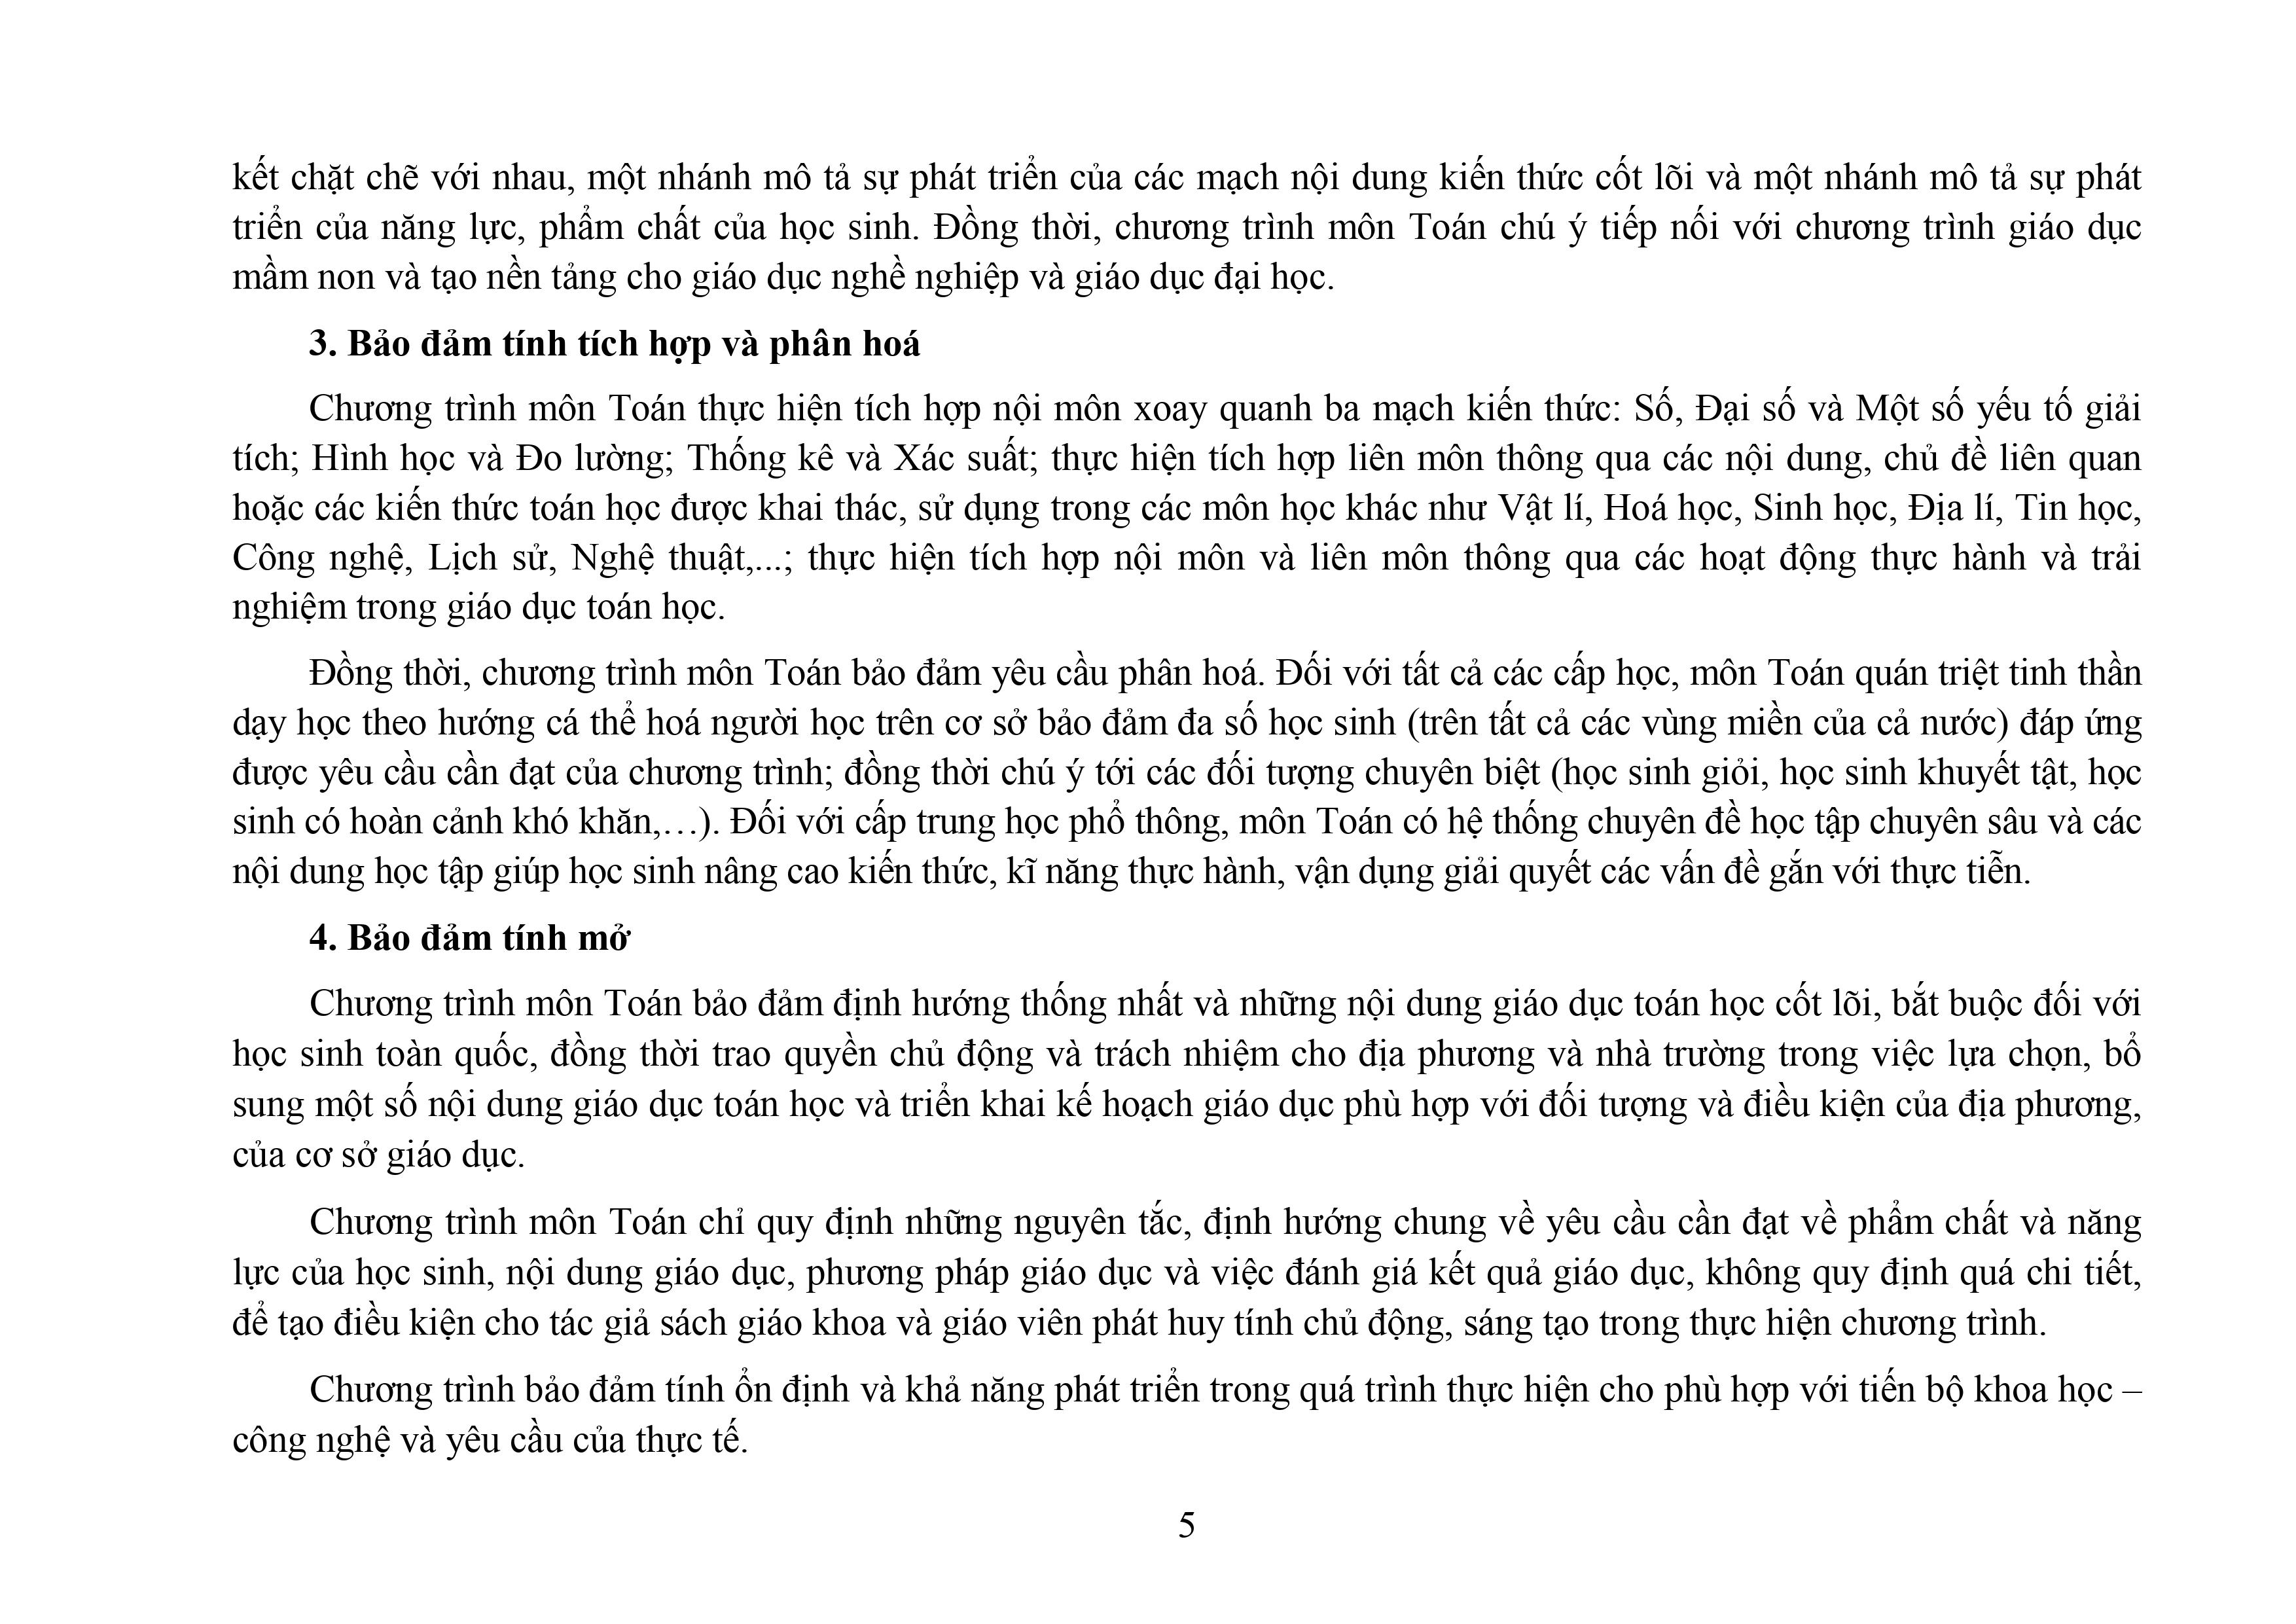 kết chặt chẽ với nhau, một nhánh mô tả sự phát triển của các mạch nội dung kiến thức cốt lõi và một nhánh mô tả sự phát
triển của năng lực, phẩm chất của học sinh. Đồng thời, chương trình môn Toán chú ý tiếp nối với chương trình giáo dục
mầm non và tạo nền tảng cho giáo dục nghề nghiệp và giáo dục đại học.
3. Bảo đảm tính tích hợp và phân hoá
Chương trình môn Toán thực hiện tích hợp nội môn xoay quanh ba mạch kiến thức: Số, Đại số và Một số yếu tố giải
tích; Hình học và Đo lường; Thống kê và Xác suất; thực hiện tích hợp liên môn thông qua các nội dung, chủ đề liên quan
hoặc các kiến thức toán học được khai thác, sử dụng trong các môn học khác như Vật lí, Hoá học, Sinh học, Địa lí, Tin học,
Công nghệ, Lịch sử, Nghệ thuật,...; thực hiện tích hợp nội môn và liên môn thông qua các hoạt động thực hành và trải
nghiệm trong giáo dục toán học.
Đồng thời, chương trình môn Toán bảo đảm yêu cầu phân hoá. Đối với tất cả các cấp học, môn Toán quán triệt tinh thần
dạy học theo hướng cá thể hoá người học trên cơ sở bảo đảm đa số học sinh (trên tất cả các vùng miền của cả nước) đáp ứng
được yêu cầu cần đạt của chương trình; đồng thời chú ý tới các đối tượng chuyên biệt (học sinh giỏi, học sinh khuyết tật, học
sinh có hoàn cảnh khó khăn,…). Đối với cấp trung học phổ thông, môn Toán có hệ thống chuyên đề học tập chuyên sâu và các
nội dung học tập giúp học sinh nâng cao kiến thức, kĩ năng thực hành, vận dụng giải quyết các vấn đề gắn với thực tiễn.
4. Bảo đảm tính mở
Chương trình môn Toán bảo đảm định hướng thống nhất và những nội dung giáo dục toán học cốt lõi, bắt buộc đối với
học sinh toàn quốc, đồng thời trao quyền chủ động và trách nhiệm cho địa phương và nhà trường trong việc lựa chọn, bổ
sung một số nội dung giáo dục toán học và triển khai kế hoạch giáo dục phù hợp với đối tượng và điều kiện của địa phương,
của cơ sở giáo dục.
Chương trình môn Toán chỉ quy định những nguyên tắc, định hướng chung về yêu cầu cần đạt về phẩm chất và năng
lực của học sinh, nội dung giáo dục, phương pháp giáo dục và việc đánh giá kết quả giáo dục, không quy định quá chi tiết,
để tạo điều kiện cho tác giả sách giáo khoa và giáo viên phát huy tính chủ động, sáng tạo trong thực hiện chương trình.
Chương trình bảo đảm tính ổn định và khả năng phát triển trong quá trình thực hiện cho phù hợp với tiến bộ khoa học –
công nghệ và yêu cầu của thực tế.
5